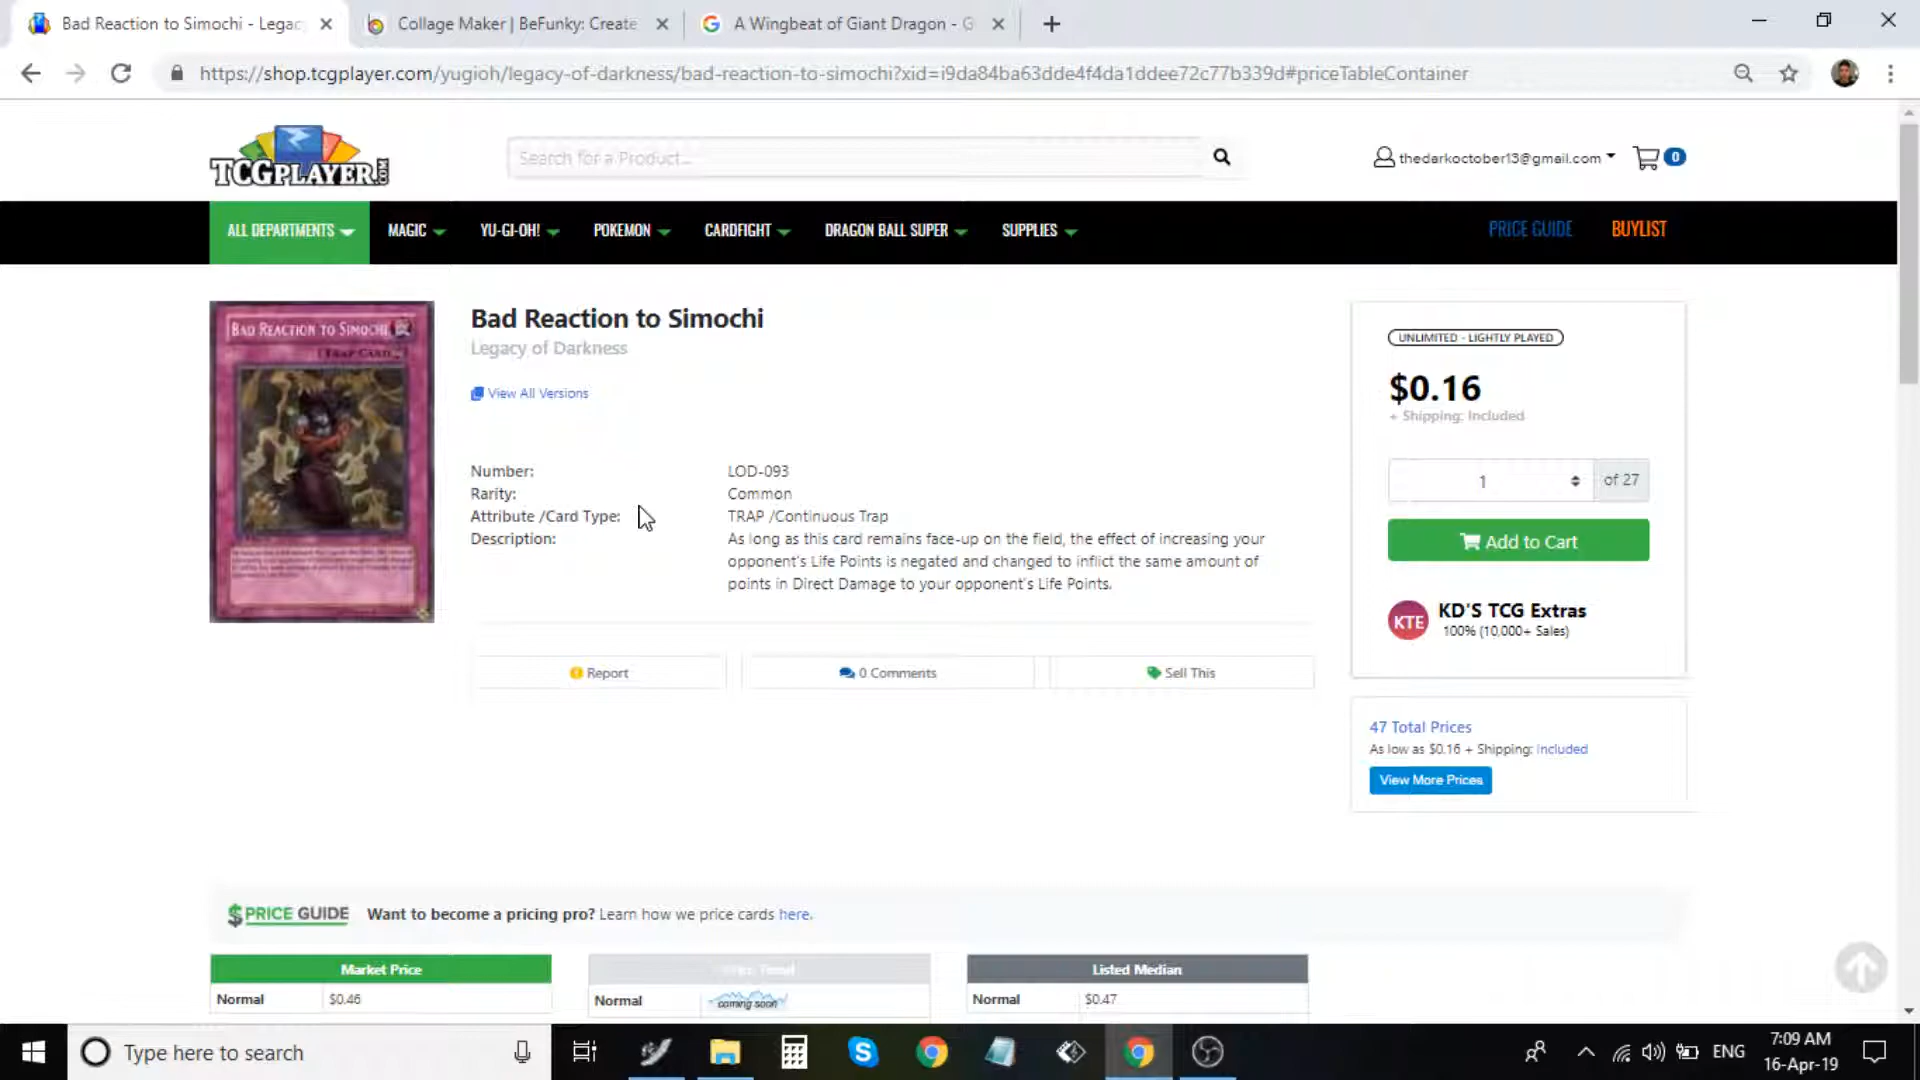 Bad Reaction to Simochi - Legac
Collage Maker | BeFunky: Create
A Wingbeat of Giant Dragon - G
https://shop.tcgplayer.com/yugioh/legacy-of-darkness/bad-reaction-to-simochi?xid=i9da84ba63dde4f4da1ddee72c77b339d#priceTableContainer
TCGPLAYER.COM
Search for a Product...
thedarkoctober13@gmail.com
0
ALL DEPARTMENTS
MAGIC
YU-GI-OH!
POKEMON
CARDFIGHT
DRAGON BALL SUPER
SUPPLIES
PRICE GUIDE
BUYLIST
BAD REACTION TO SIMOCHI
[TRAP CARD
Bad Reaction to Simochi
Legacy of Darkness
View All Versions
Number: LOD-093
Rarity: Common
Attribute /Card Type: TRAP /Continuous Trap
Description: As long as this card remains face-up on the field, the effect of increasing your
opponent's Life Points is negated and changed to inflict the same amount of
points in Direct Damage to your opponent's Life Points.
Report
0 Comments
Sell This
UNLIMITED - LIGHTLY PLAYED
$0.16
+ Shipping: Included
1
of 27
Add to Cart
KTE
KD'S TCG Extras
100% (10,000+ Sales)
47 Total Prices
As low as $0.16 + Shipping: Included
View More Prices
$PRICE GUIDE
Want to become a pricing pro? Learn how we price cards here.
Market Price
Normal $0.46
Normal coming soon
Listed Median
Normal $0.47
Type here to search
ENG
7:09 AM
16-Apr-19